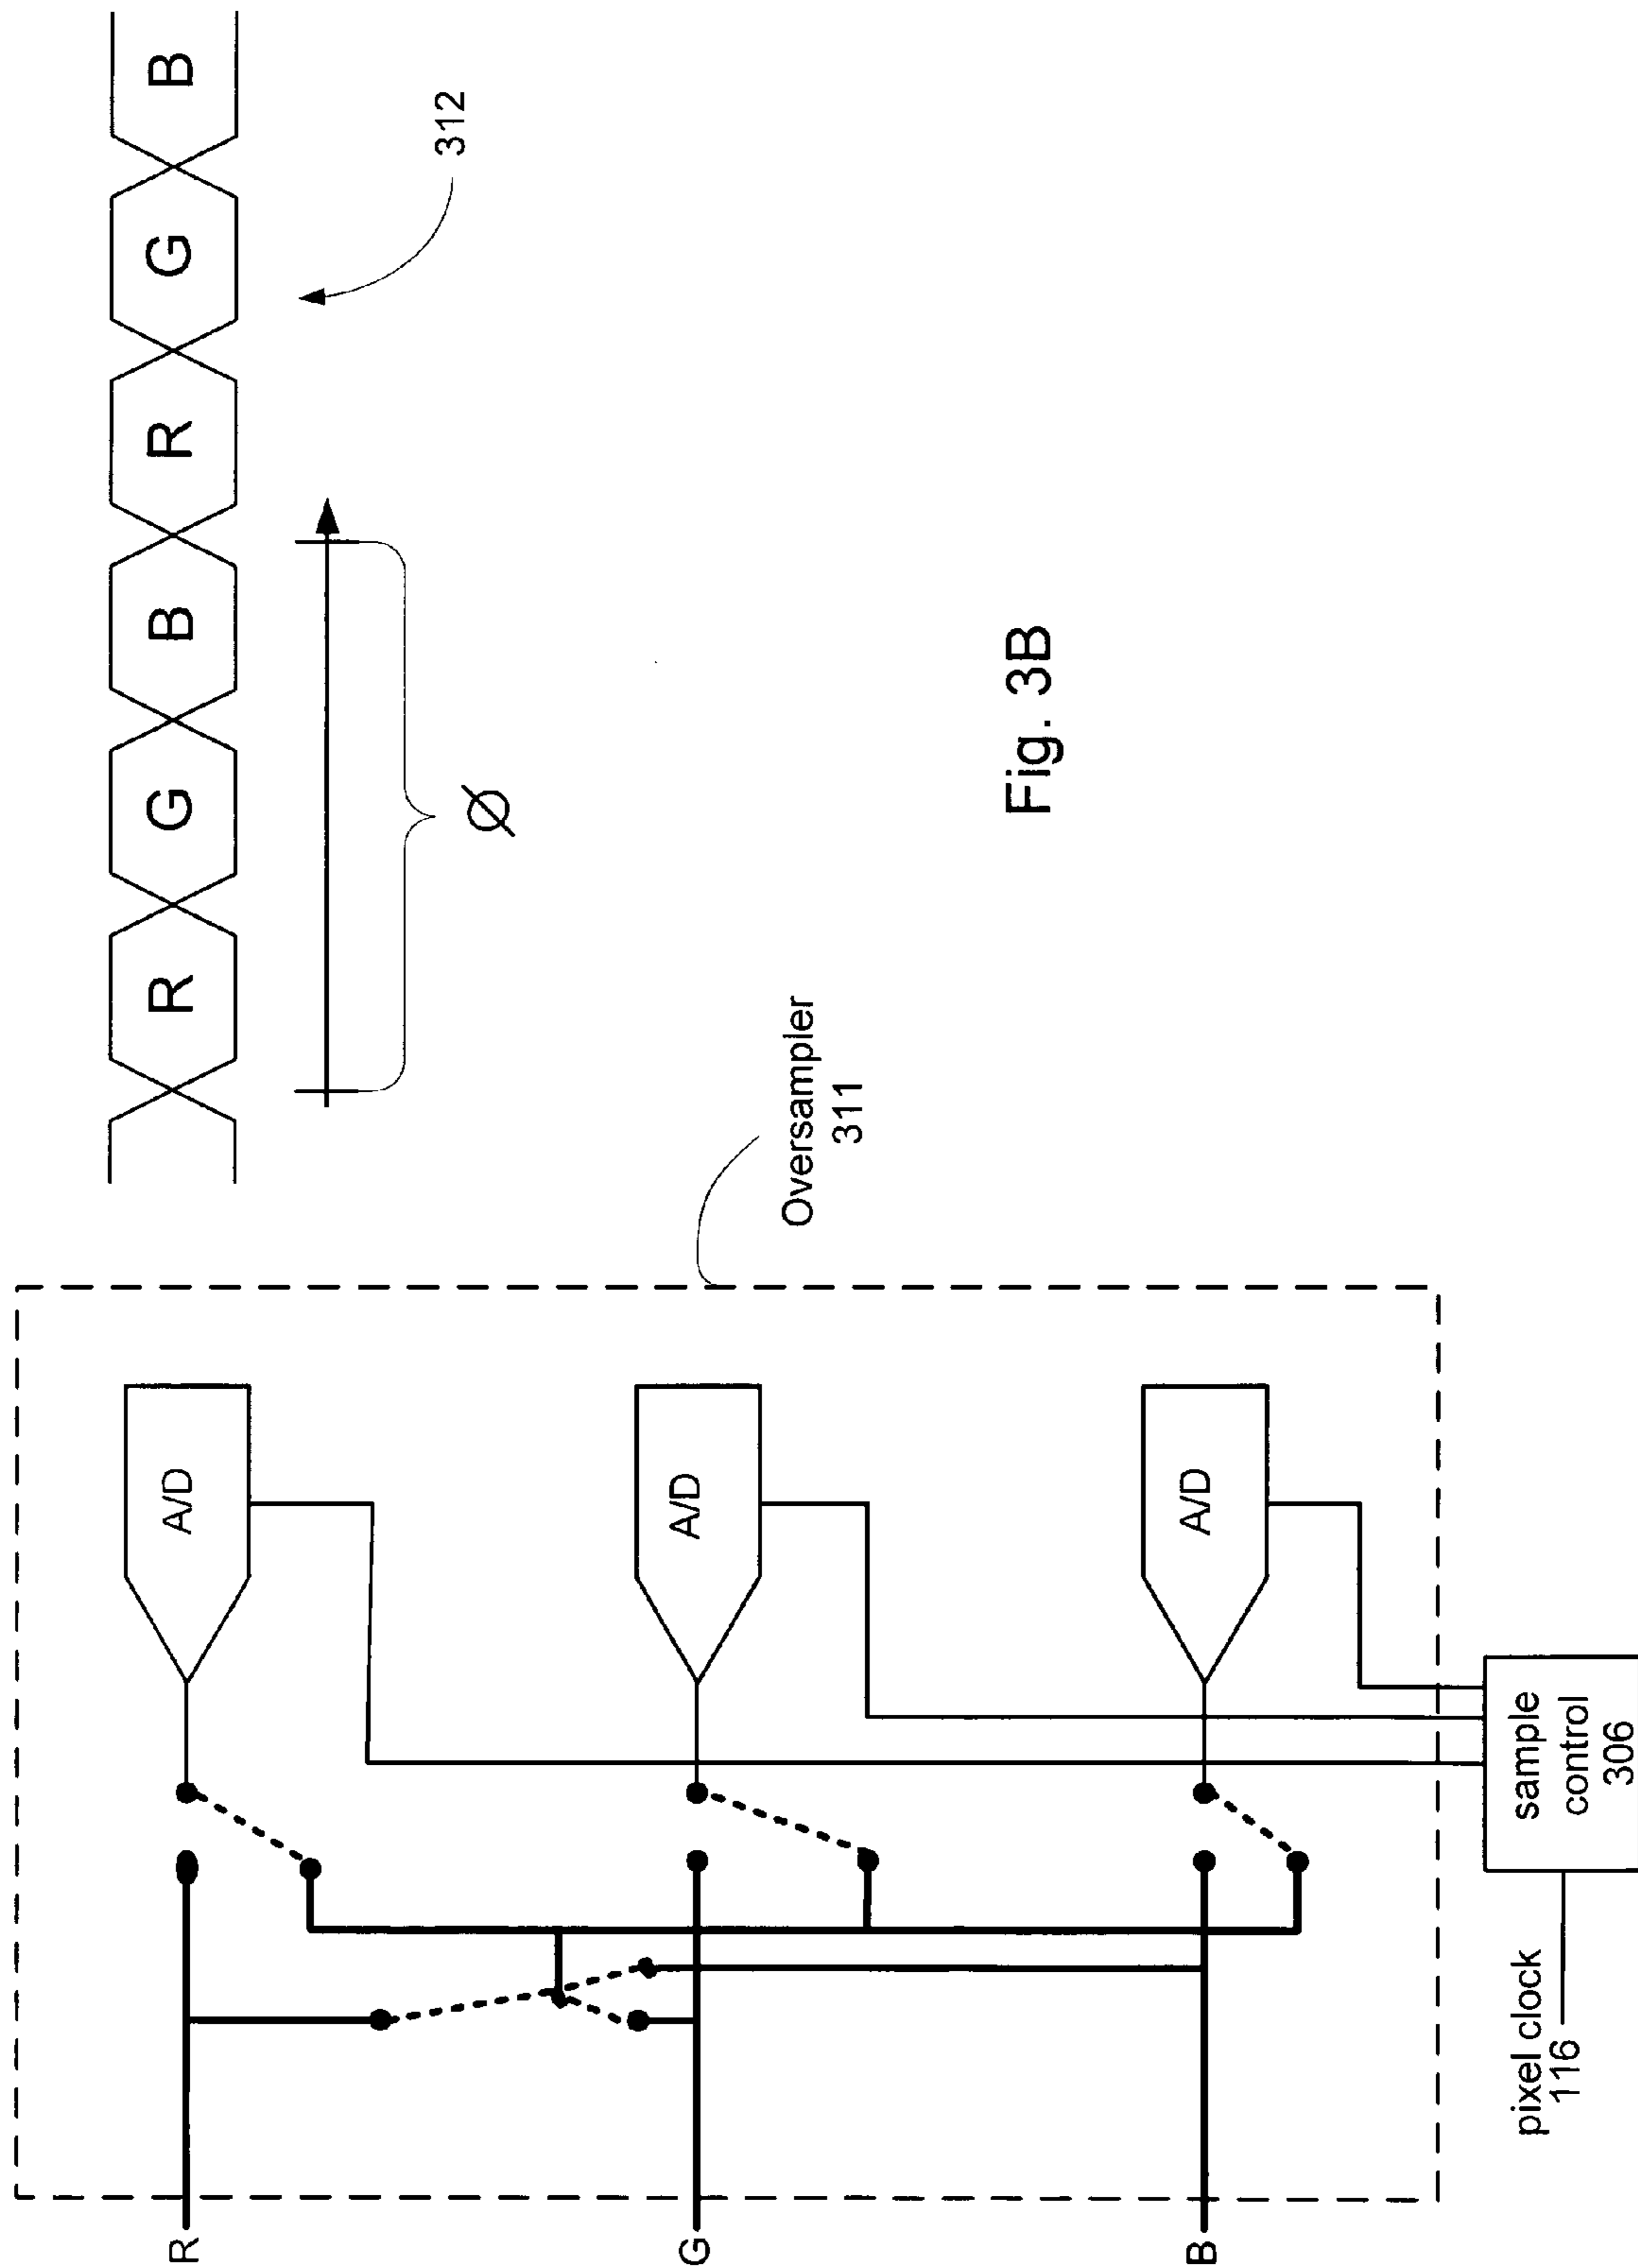 R
G
B
A/D
A/D
A/D
pixel clock
116
sample
control
306
Oversampler
311
R G B R G B
Ø
312
Fig. 3B